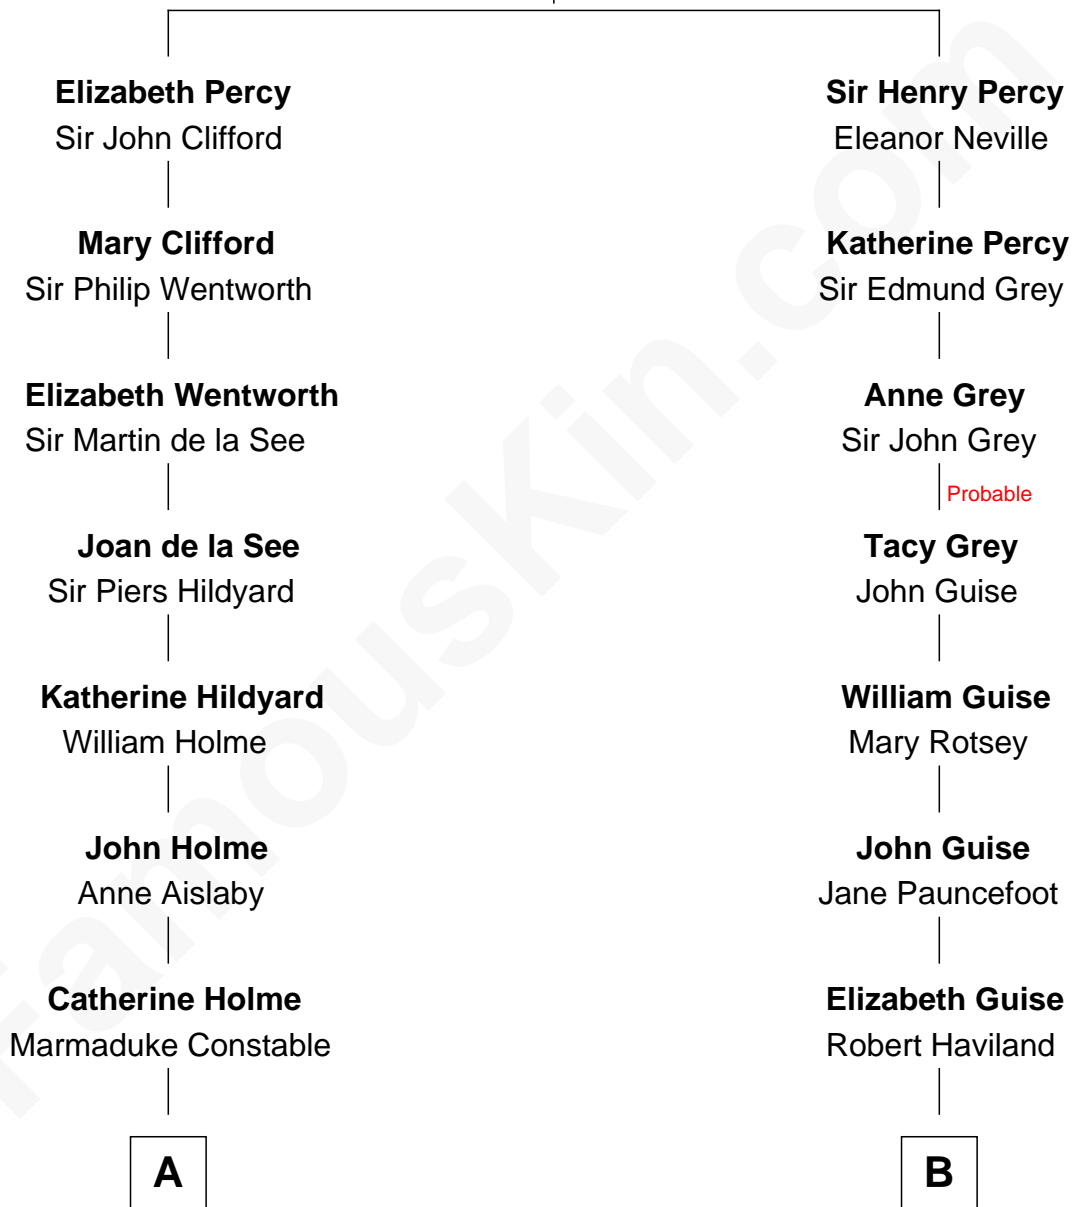 Elizabeth Percy
Sir John Clifford
Mary Clifford
Sir Philip Wentworth
Elizabeth Wentworth
Sir Martin de la See
Joan de la See
Sir Piers Hildyard
Katherine Hildyard
William Holme
John Holme
Anne Aislaby
Catherine Holme
Marmaduke Constable
A
Sir Henry Percy
Eleanor Neville
Katherine Percy
Sir Edmund Grey
Anne Grey
Sir John Grey
Probable
Tacy Grey
John Guise
William Guise
Mary Rotsey
John Guise
Jane Pauncefoot
Elizabeth Guise
Robert Haviland
B
FamousKin.com